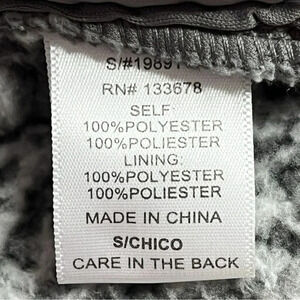 S/#19891
RN# 133678
SELF:
100%POLYESTER
100%POLIESTER
LINING:
100%POLYESTER
100%POLIESTER
MADE IN CHINA
S/CHICO
CARE IN THE BACK